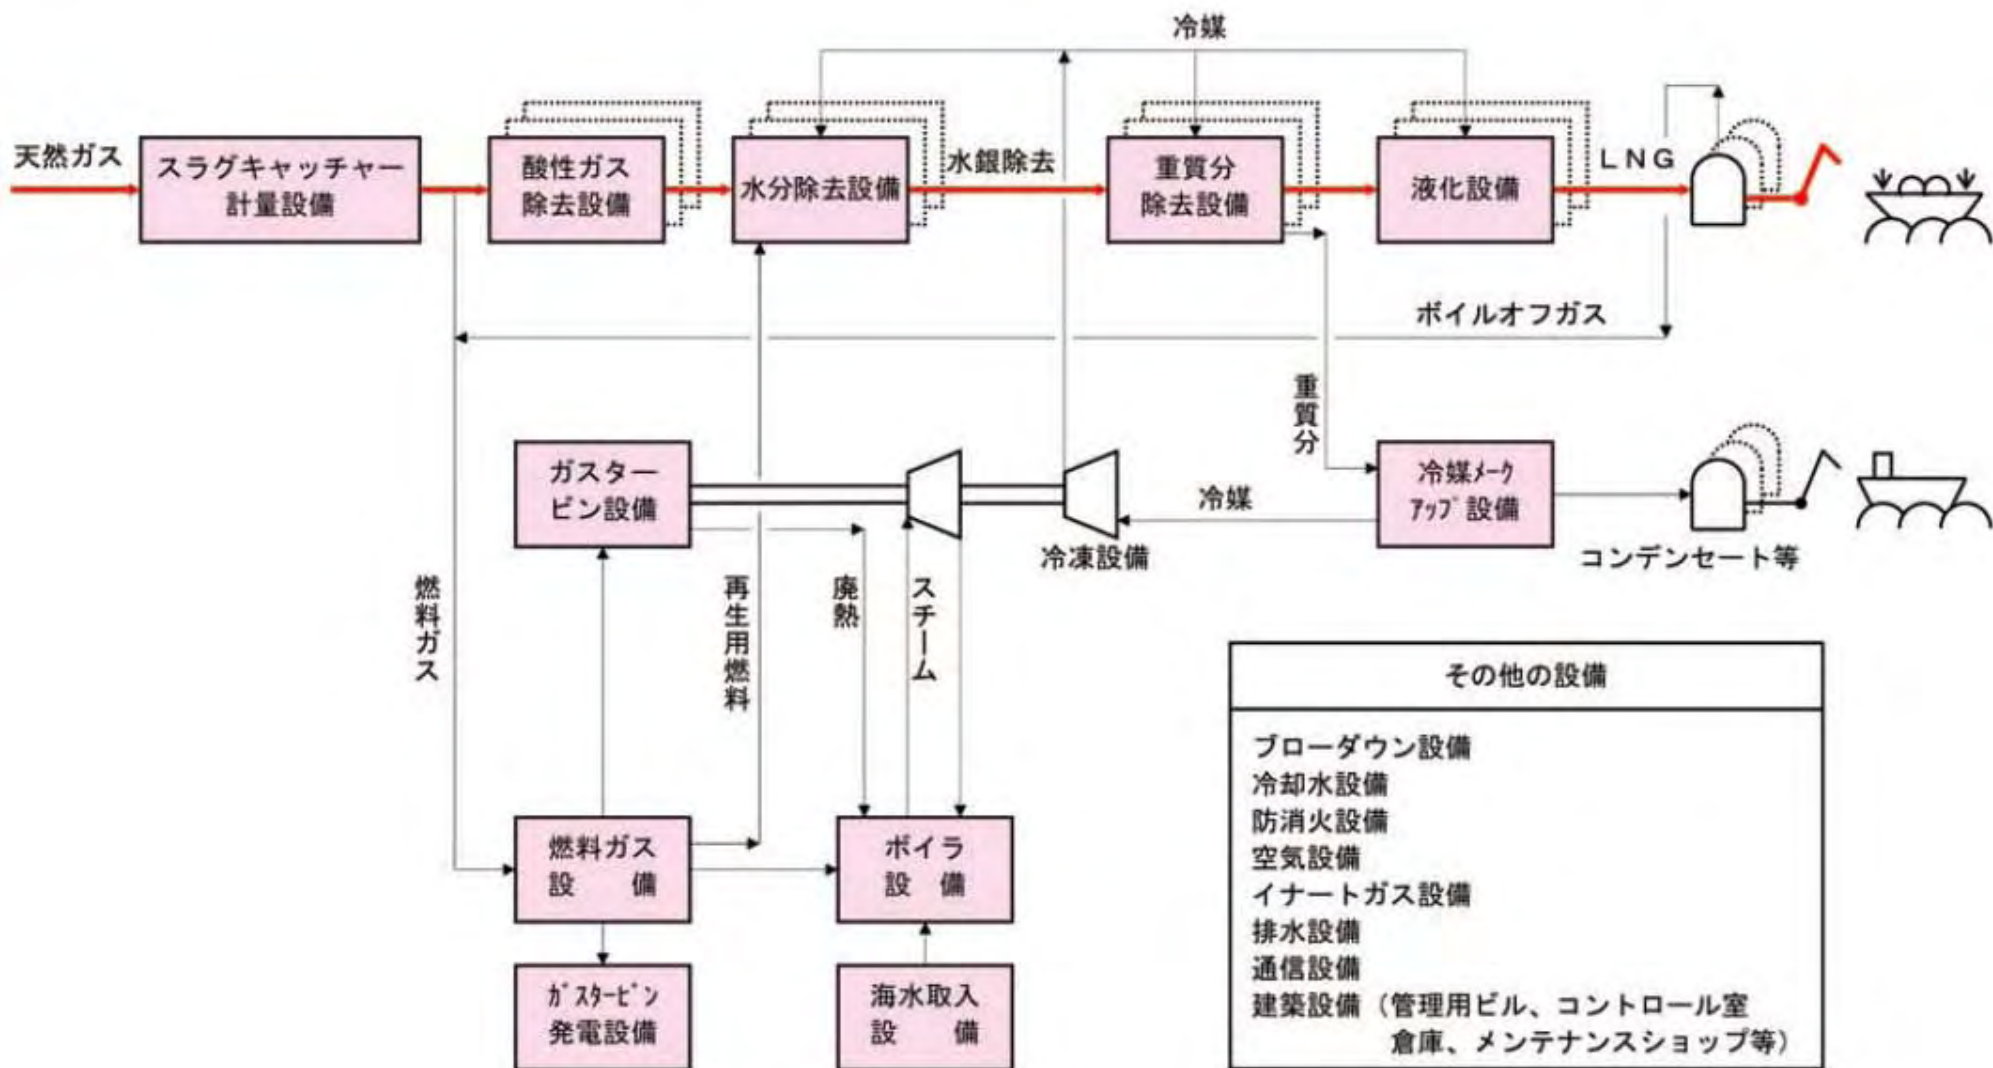 冷媒
天然ガス
スラグキャッチャー
計量設備
酸性ガス
除去設備
水分除去設備
水銀除去
重質分
除去設備
液化設備
LNG
ボイルオフガス
重質分
ガスター
ビン設備
冷媒
冷媒ﾒｰｸ
ｱｯﾌﾟ設備
冷凍設備
コンデンセート等
燃料ガス
再生用燃料
廃熱
スチーム
燃料ガス
設 備
ボイラ
設 備
ｶﾞｽﾀｰﾋﾞﾝ
発電設備
海水取入
設 備
その他の設備
ブローダウン設備
冷却水設備
防消火設備
空気設備
イナートガス設備
排水設備
通信設備
建築設備（管理用ビル、コントロール室
倉庫、メンテナンスショップ等）